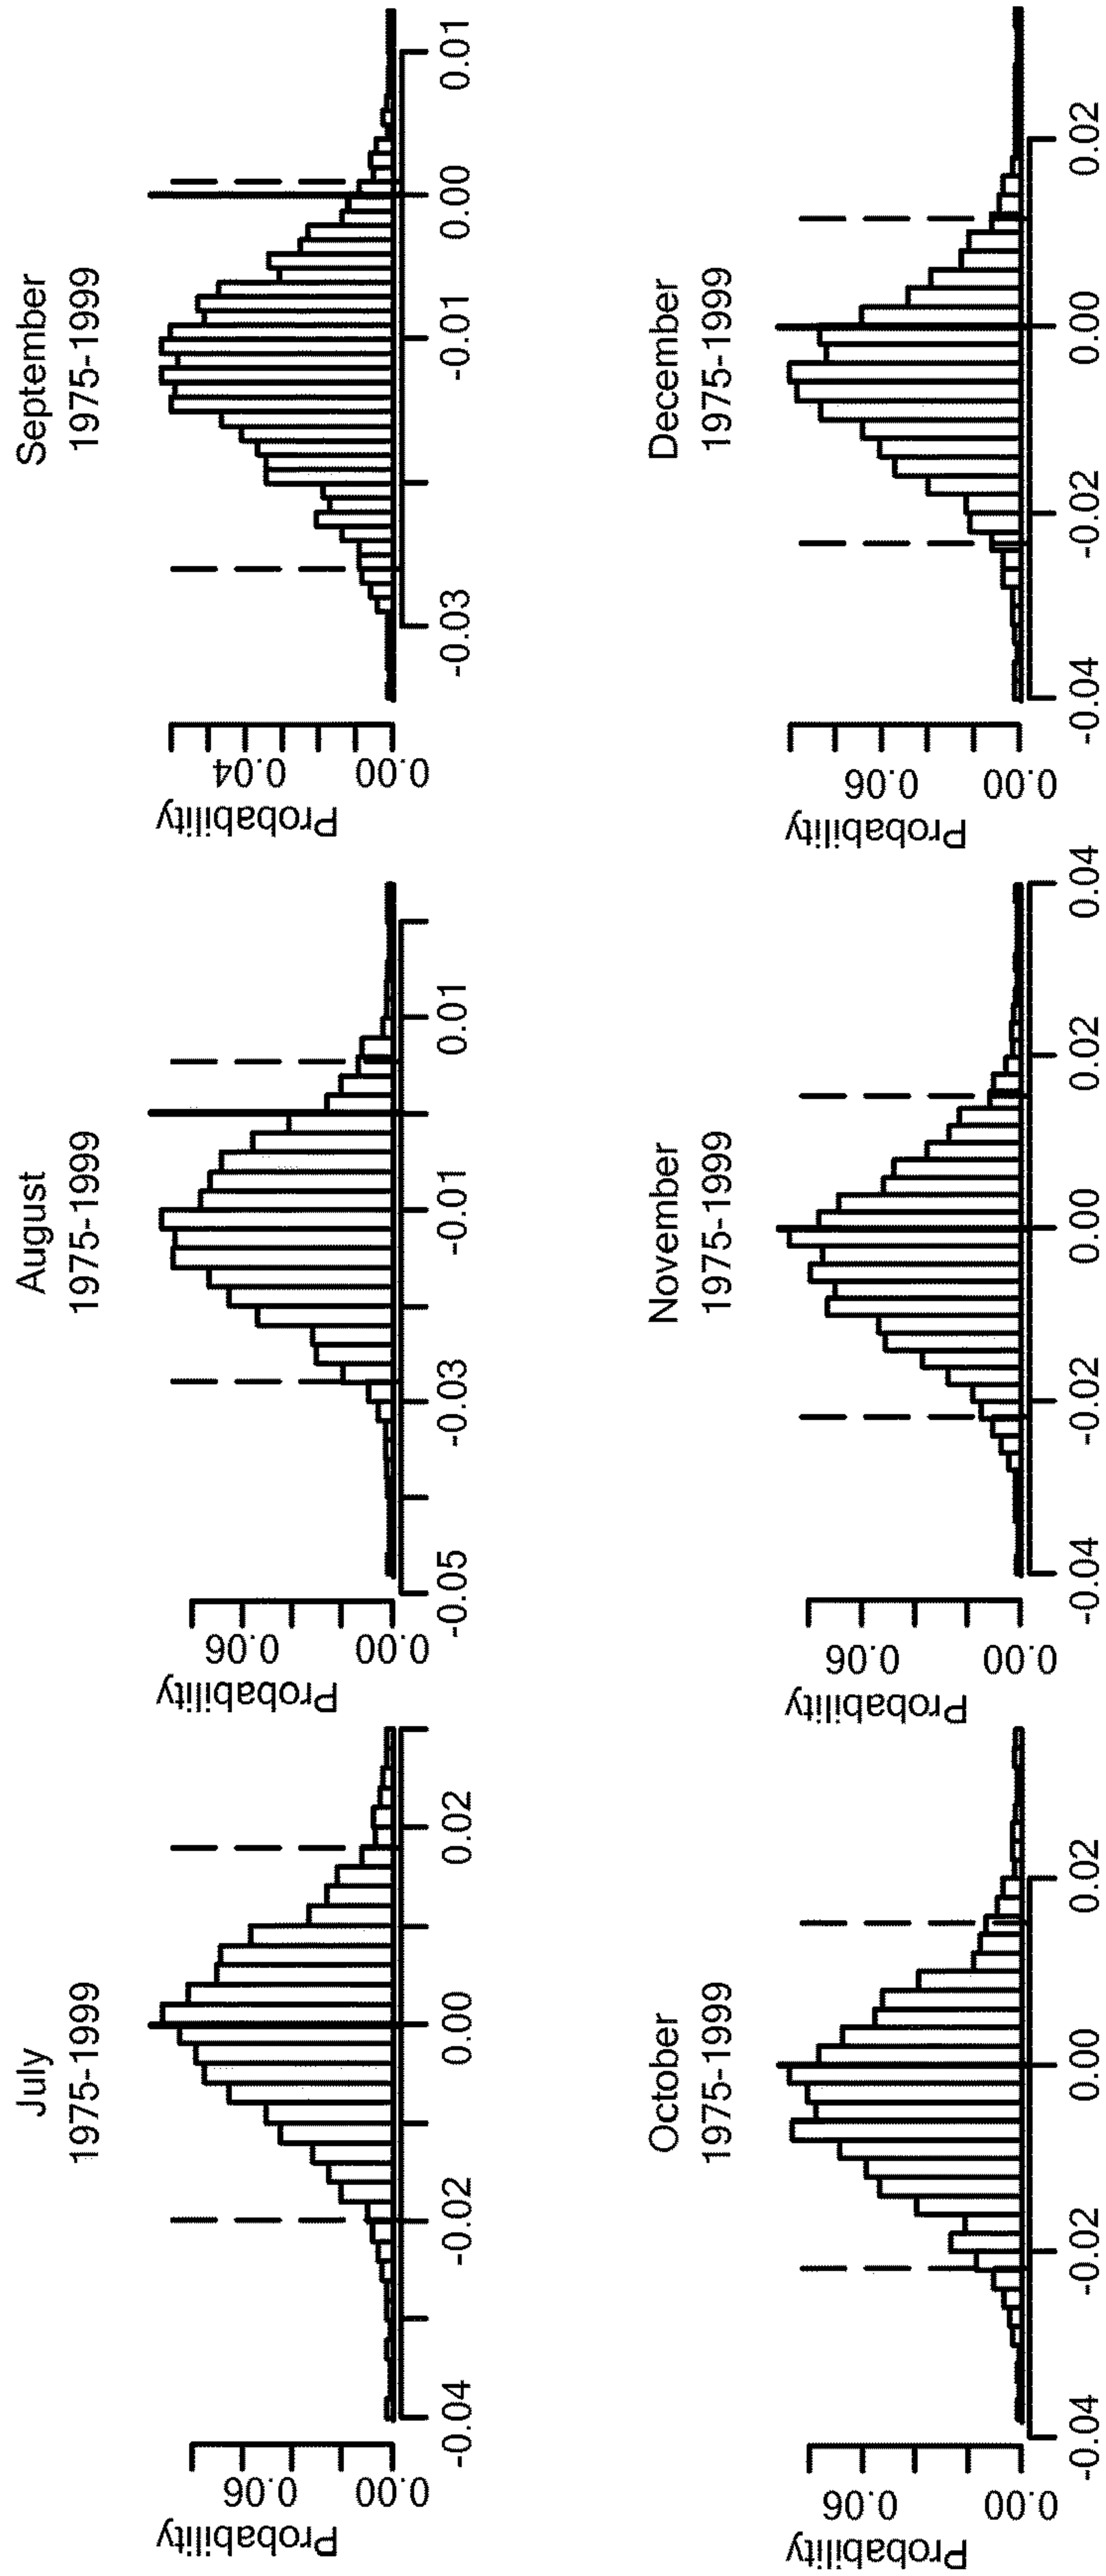 July
1975-1999
Probability
0.00 0.06
-0.04 -0.02 0.00 0.02
August
1975-1999
Probability
0.00 0.06
-0.05 -0.03 -0.01 0.01
September
1975-1999
Probability
0.00 0.04
-0.03 -0.01 0.00 0.01
October
1975-1999
Probability
0.00 0.06
-0.04 -0.02 0.00 0.02
November
1975-1999
Probability
0.00 0.06
-0.04 -0.02 0.00 0.02 0.04
December
1975-1999
Probability
0.00 0.06
-0.04 -0.02 0.00 0.02